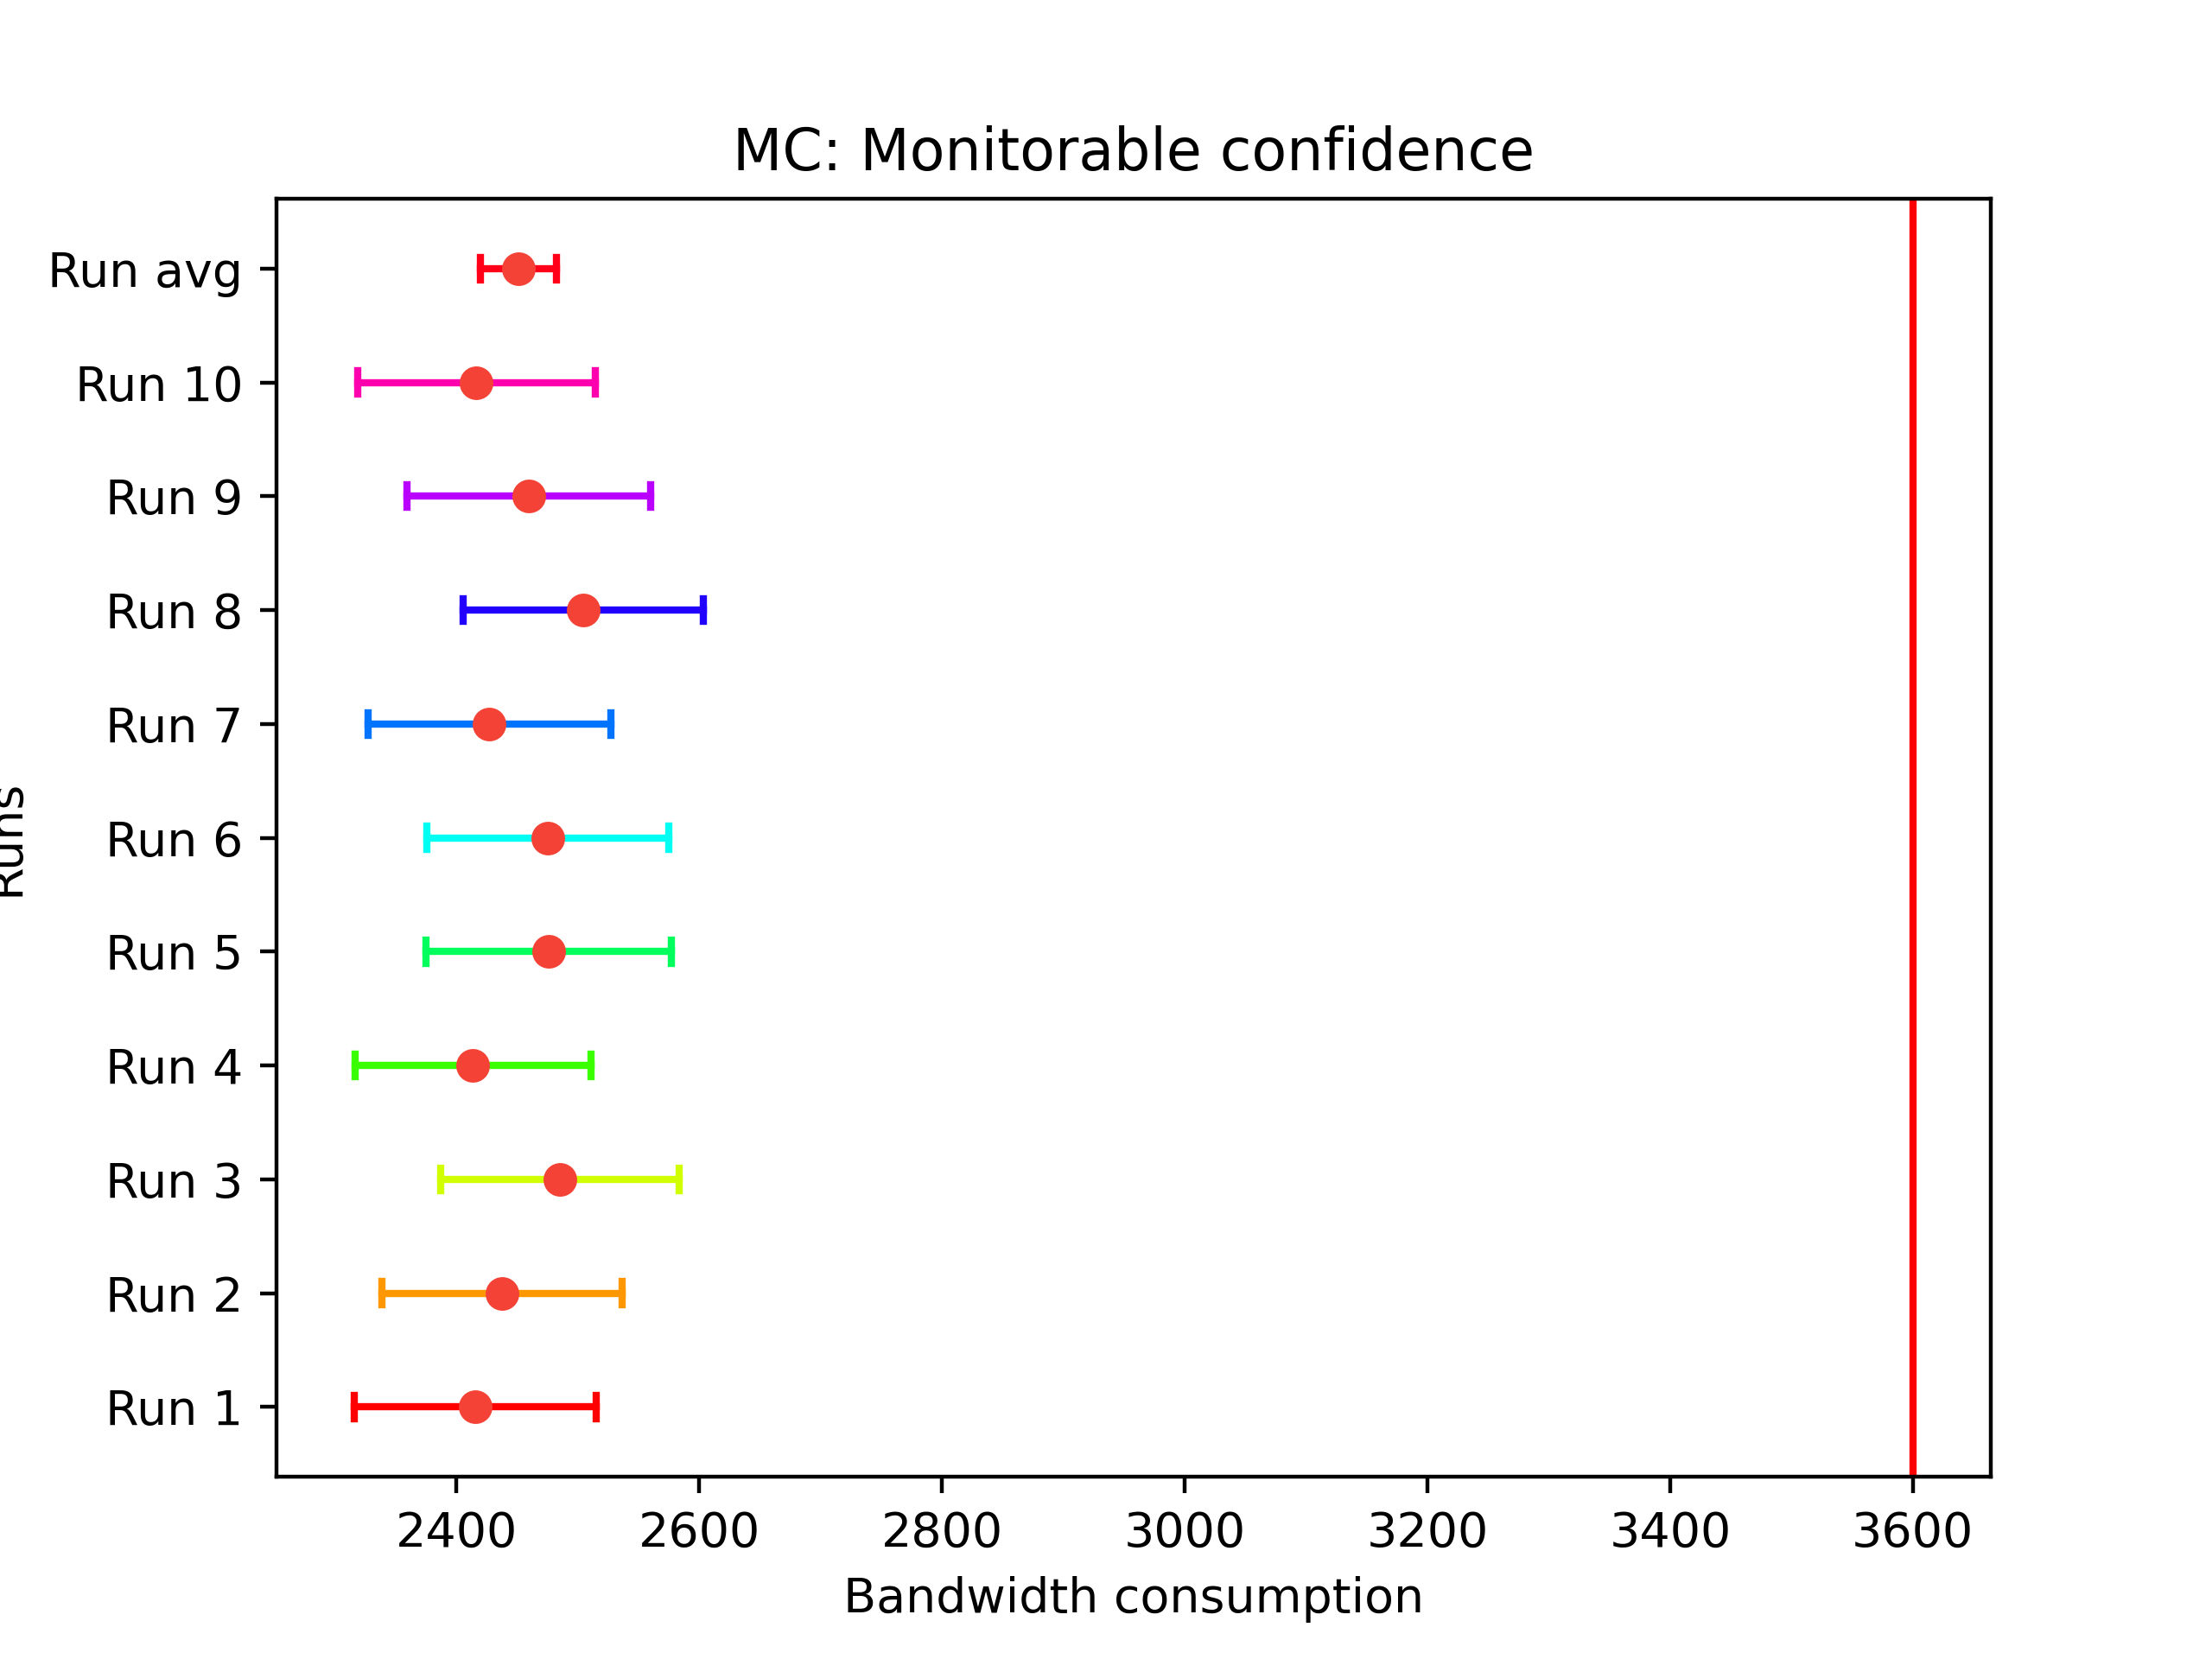 MC: Monitorable confidence
Run avg
Run 10
Run 9
Run 8
Run 7
Run 6
Run 5
Run 4
Run 3
Run 2
Run 1
Runs
2400 2600 2800 3000 3200 3400 3600
Bandwidth consumption